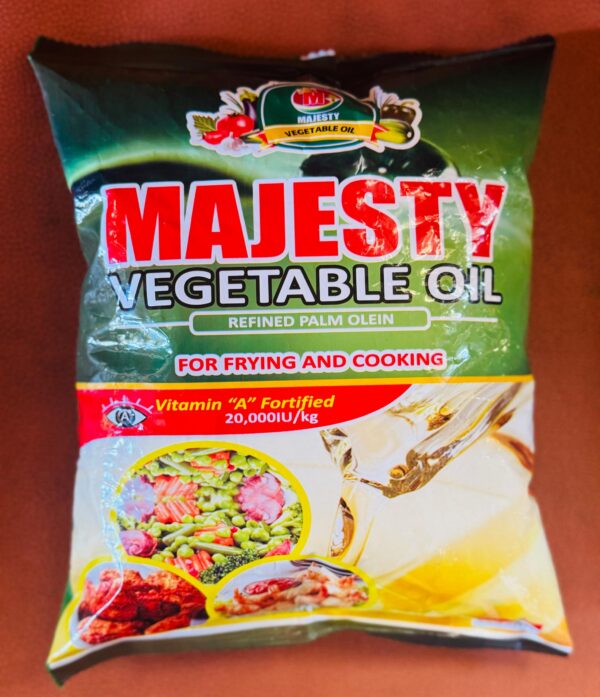 M
MAJESTY
VEGETABLE OIL
MAJESTY
VEGETABLE OIL
REFINED PALM OLEIN
FOR FRYING AND COOKING
A
Vitamin "A" Fortified
20,000IU/kg